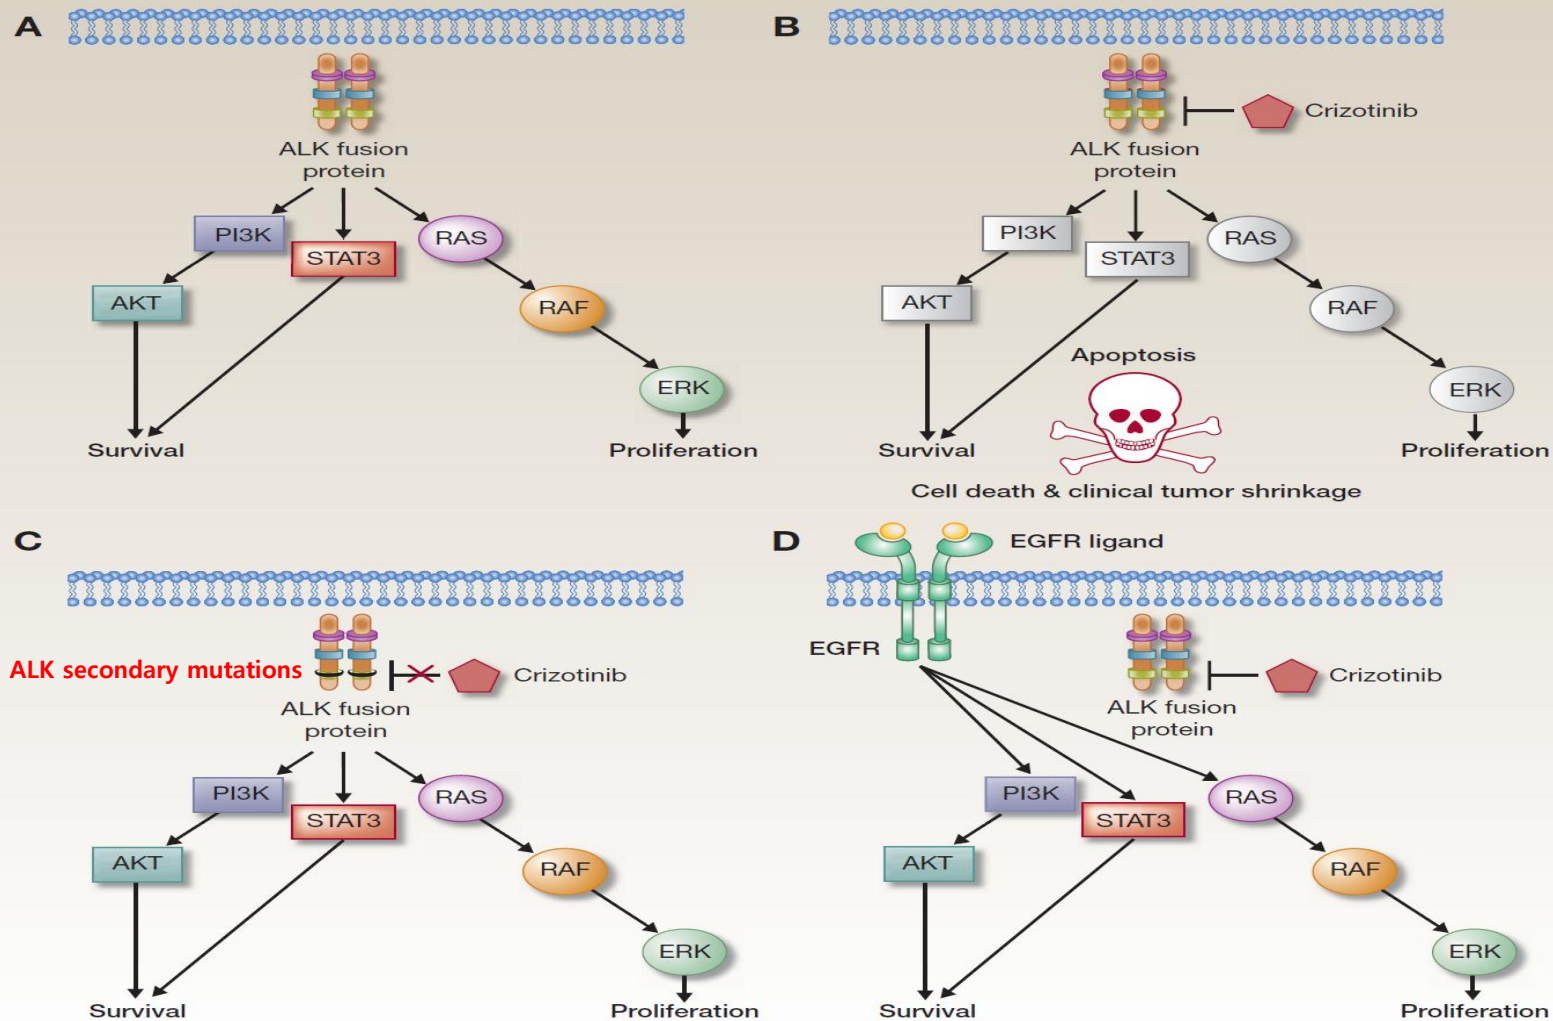 A
ALK fusion
protein
PI3K
STAT3
RAS
AKT
RAF
ERK
Survival
Proliferation
B
Crizotinib
ALK fusion
protein
PI3K
STAT3
RAS
AKT
RAF
Apoptosis
ERK
Survival
Proliferation
Cell death & clinical tumor shrinkage
C
ALK secondary mutations
Crizotinib
ALK fusion
protein
PI3K
STAT3
RAS
AKT
RAF
ERK
Survival
Proliferation
D
EGFR ligand
EGFR
Crizotinib
ALK fusion
protein
PI3K
STAT3
RAS
AKT
RAF
ERK
Survival
Proliferation